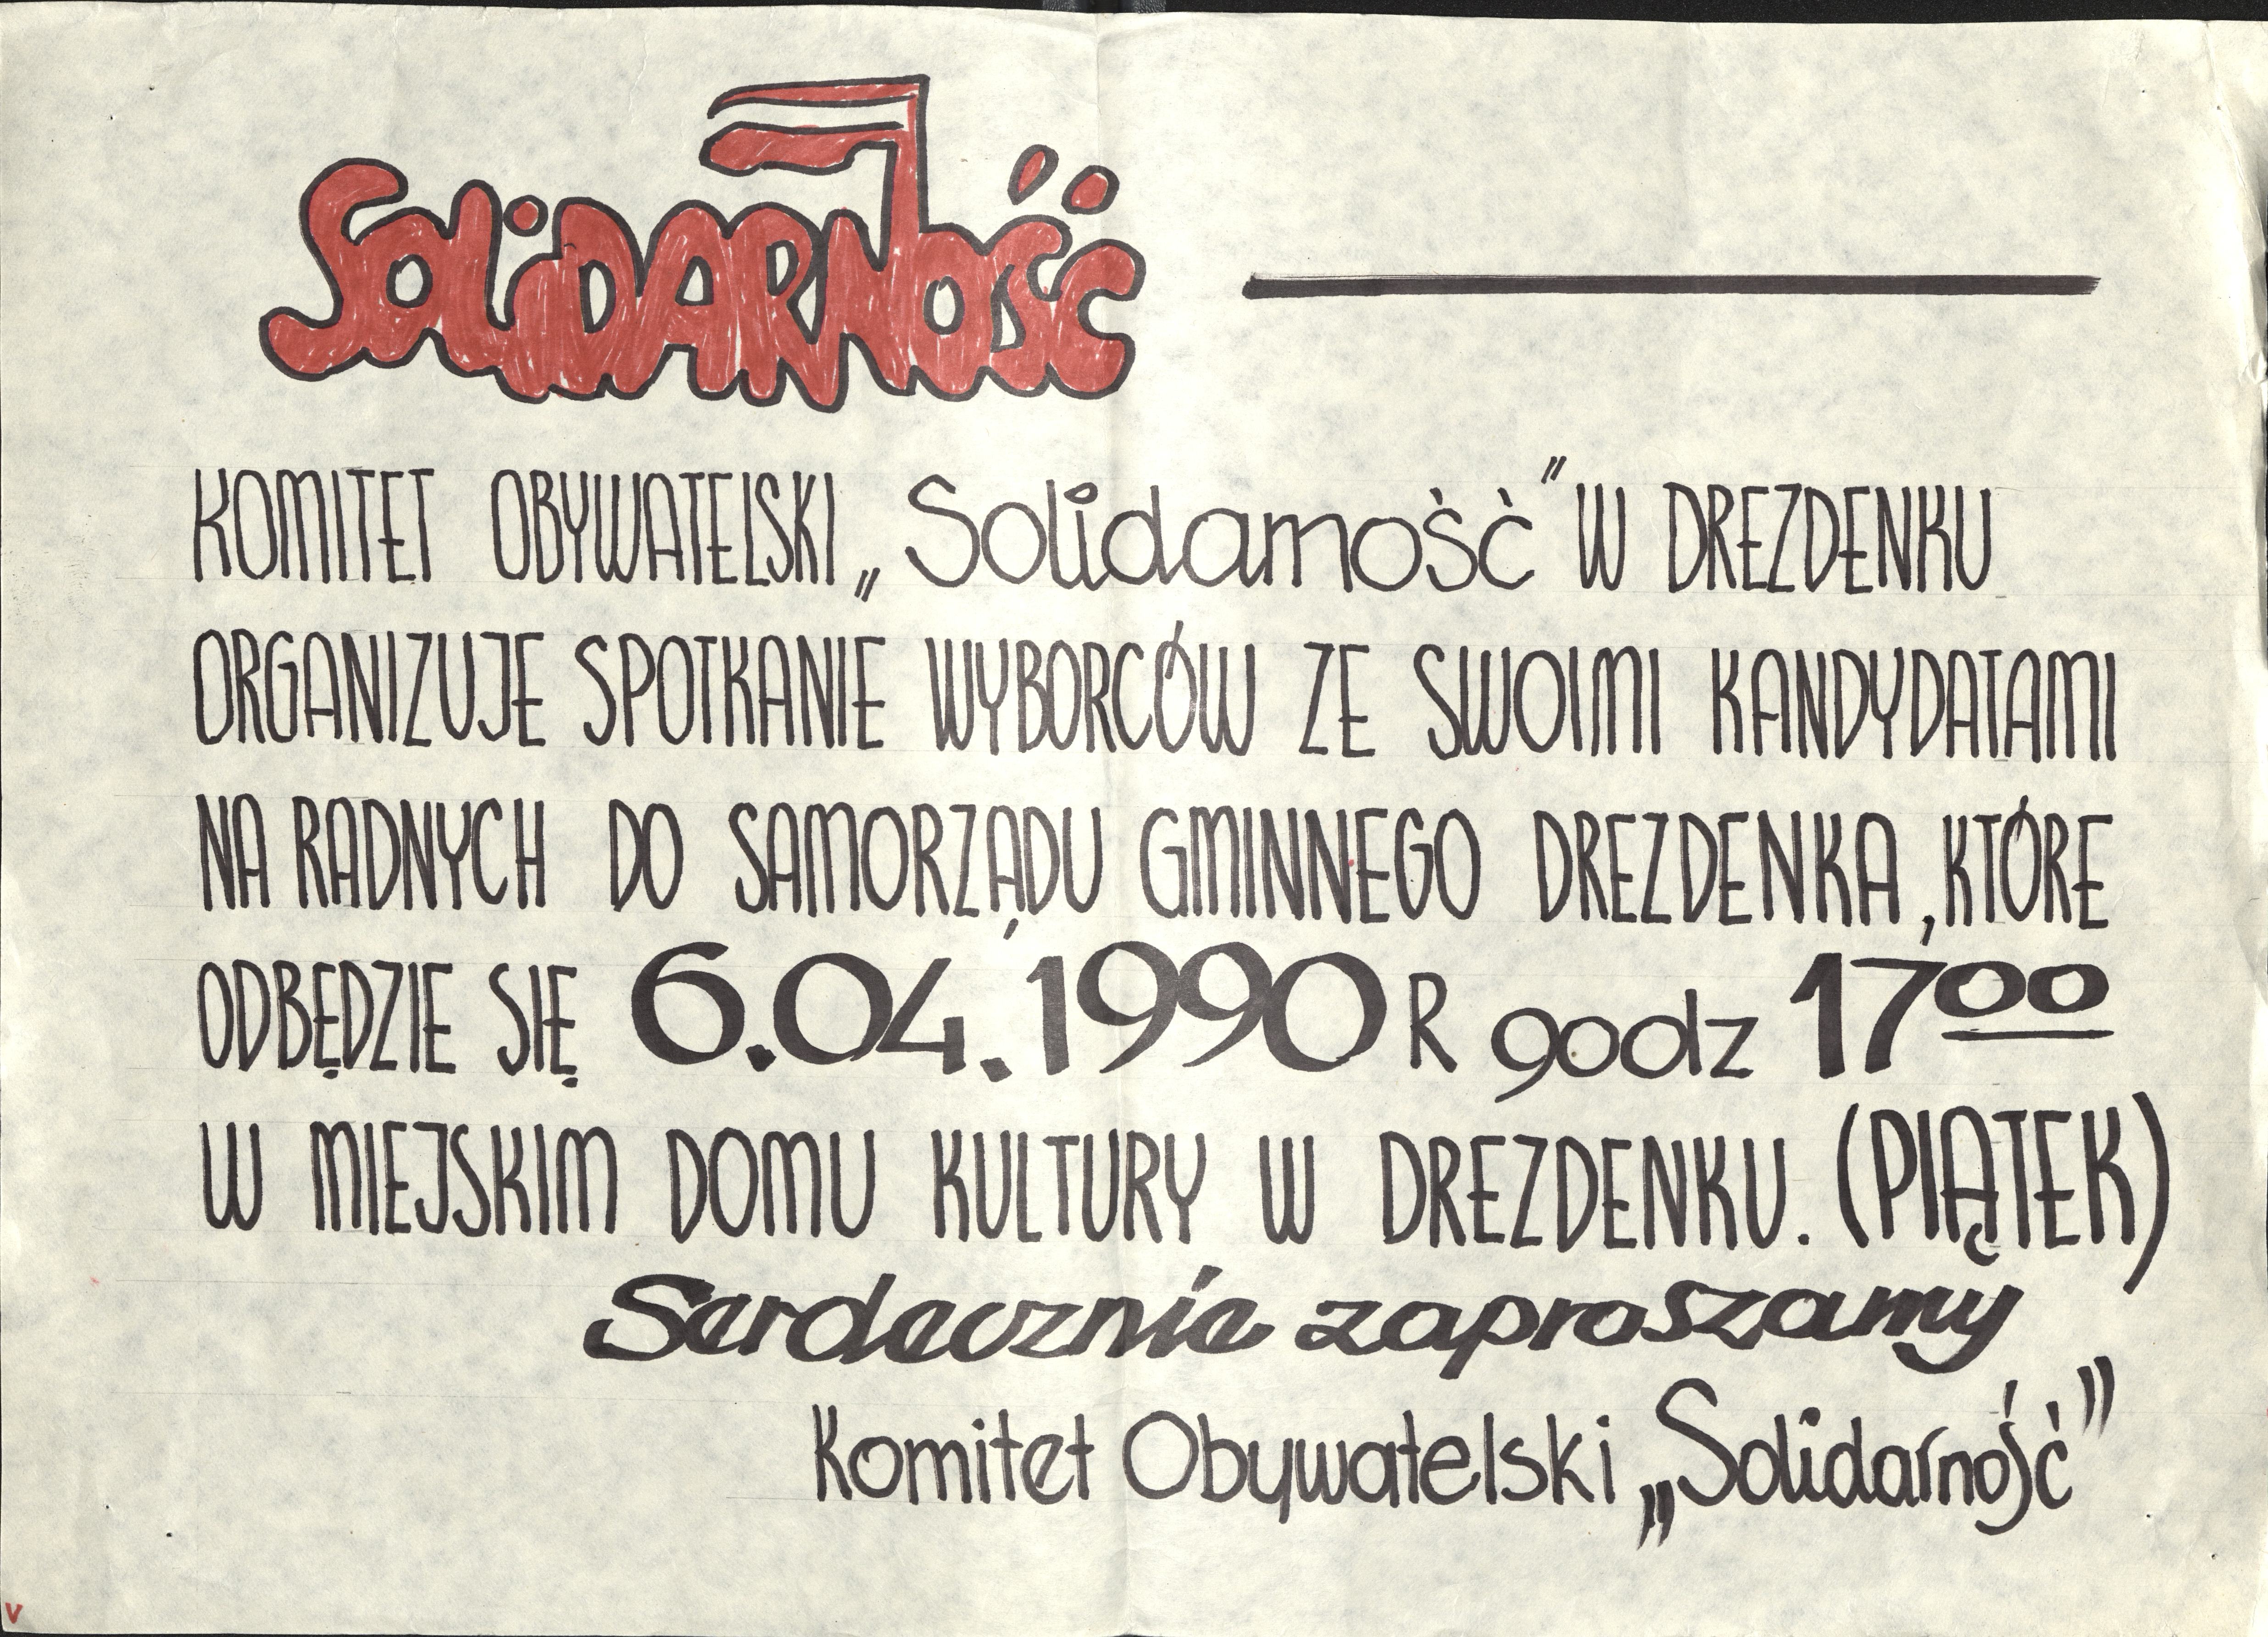 SOLiDARNOŚĆ
KOMITET OBYWATELSKI „Solidarność” W DREZDENKU
ORGANIZUJE SPOTKANIE WYBORCÓW ZE SWOIMI KANDYDATAMI
NA RADNYCH DO SAMORZĄDU GMINNEGO DREZDENKA, KTÓRE
ODBĘDZIE SIĘ 6.04.1990 R godz 17⁰⁰
W MIEJSKIM DOMU KULTURY W DREZDENKU. (PIĄTEK)
Serdecznie zapraszamy
Komitet Obywatelski „Solidarność”
v